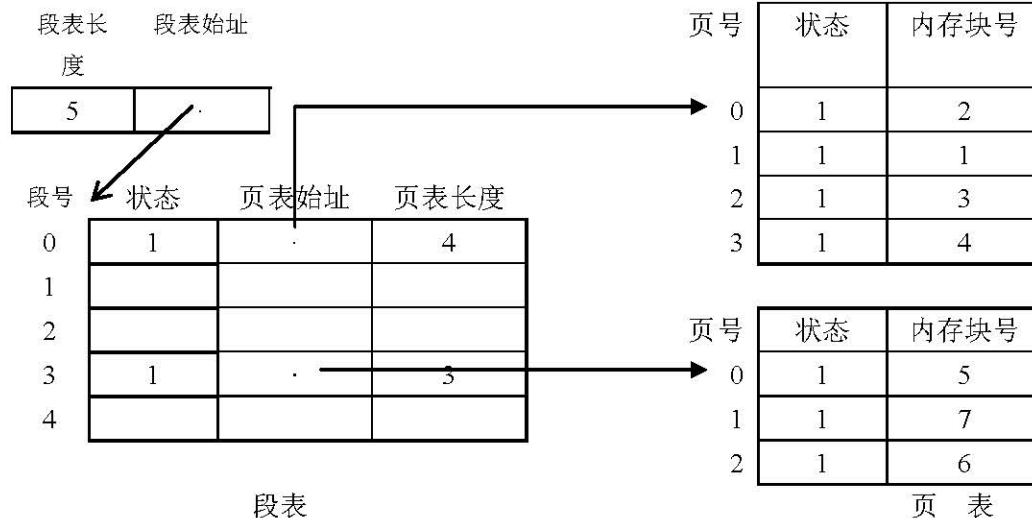 段表长度 段表始址
5
段号 状态 页表始址 页表长度
0 1 4
1
2
3 1 3
4
段表
页号 状态 内存块号
0 1 2
1 1 1
2 1 3
3 1 4
页号 状态 内存块号
0 1 5
1 1 7
2 1 6
页 表